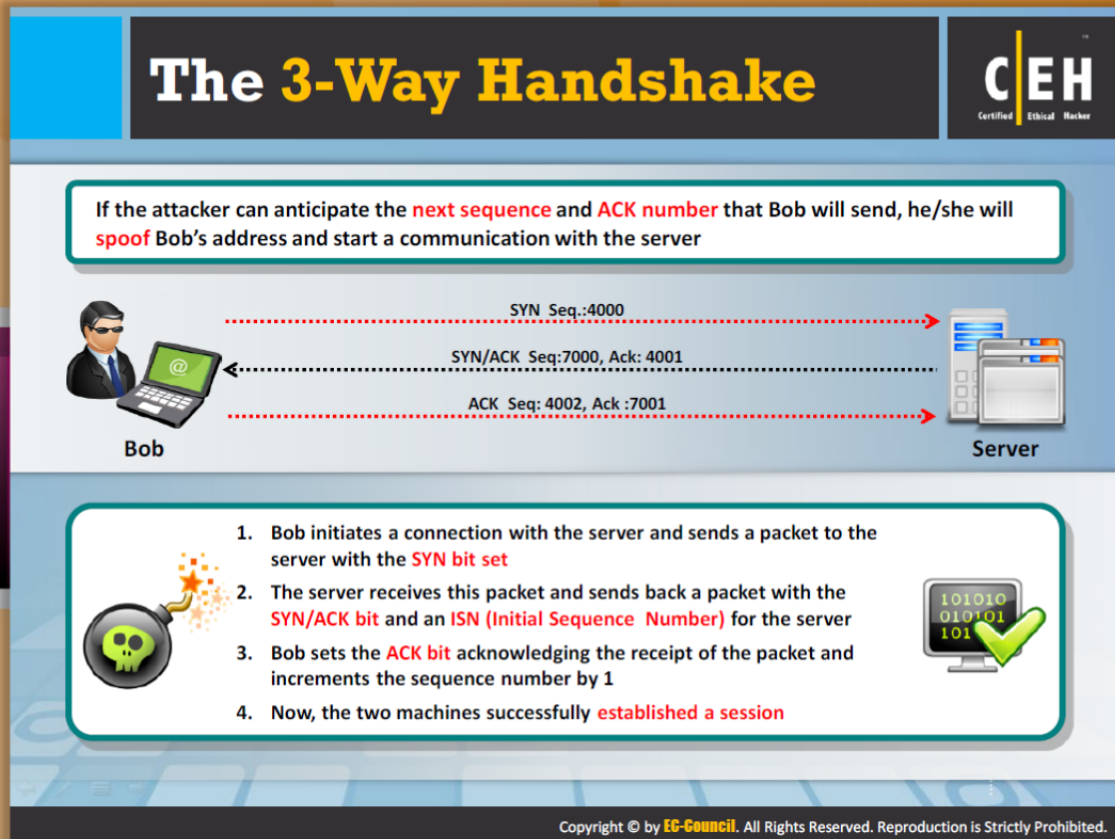 The 3-Way Handshake
CEH
Certified Ethical Hacker
If the attacker can anticipate the next sequence and ACK number that Bob will send, he/she will
spoof Bob's address and start a communication with the server
SYN Seq.:4000
SYN/ACK Seq:7000, Ack: 4001
ACK Seq: 4002, Ack :7001
@
Bob
Server
1. Bob initiates a connection with the server and sends a packet to the
server with the SYN bit set
2. The server receives this packet and sends back a packet with the
SYN/ACK bit and an ISN (Initial Sequence Number) for the server
3. Bob sets the ACK bit acknowledging the receipt of the packet and
increments the sequence number by 1
4. Now, the two machines successfully established a session
101010
010101
101
Copyright © by EC-Council. All Rights Reserved. Reproduction is Strictly Prohibited.